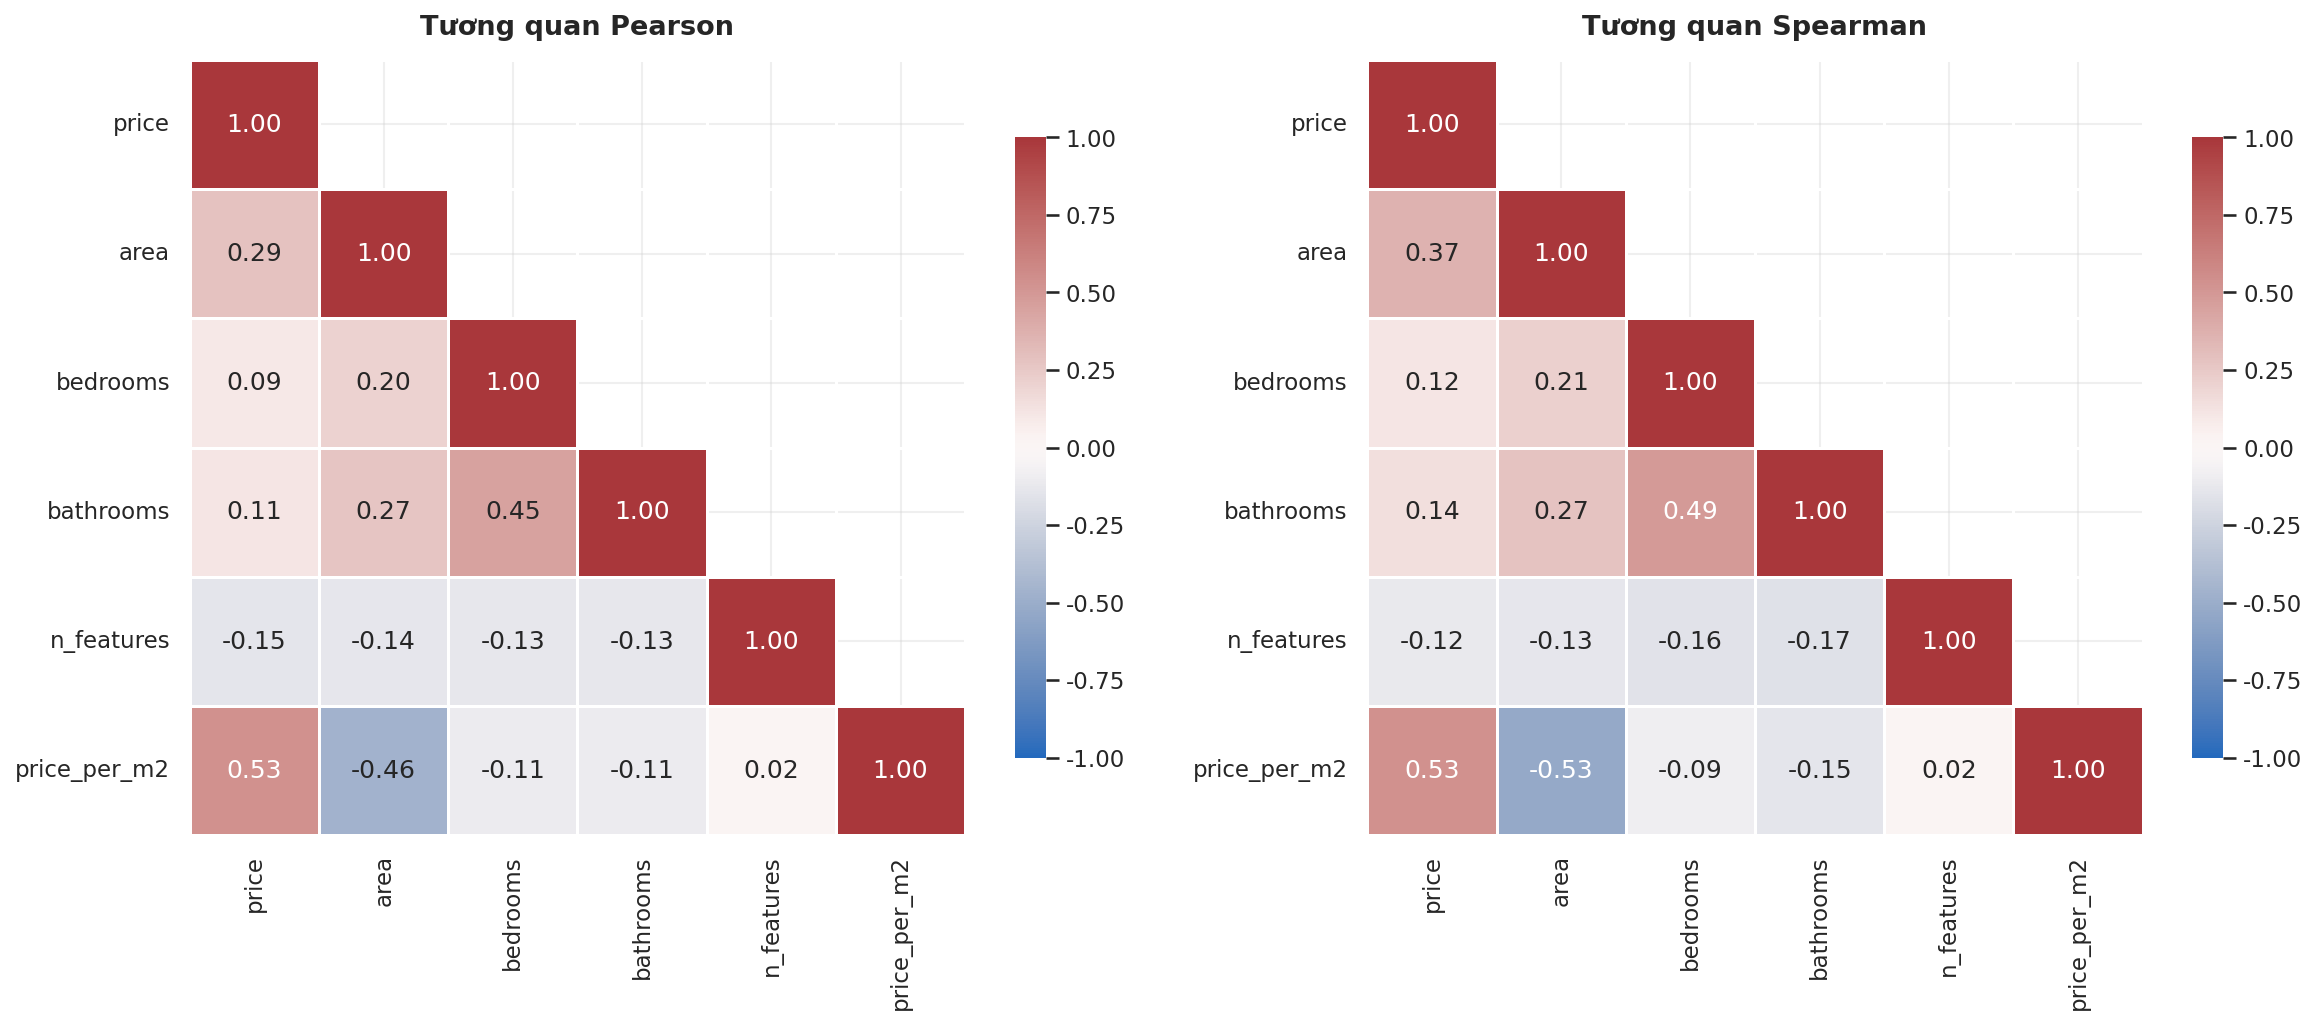 Tương quan Pearson
price
1.00
area
0.29 1.00
bedrooms
0.09 0.20 1.00
bathrooms
0.11 0.27 0.45 1.00
n_features
-0.15 -0.14 -0.13 -0.13 1.00
price_per_m2
0.53 -0.46 -0.11 -0.11 0.02 1.00
price area bedrooms bathrooms n_features price_per_m2
1.00
0.75
0.50
0.25
0.00
-0.25
-0.50
-0.75
-1.00
Tương quan Spearman
price
1.00
area
0.37 1.00
bedrooms
0.12 0.21 1.00
bathrooms
0.14 0.27 0.49 1.00
n_features
-0.12 -0.13 -0.16 -0.17 1.00
price_per_m2
0.53 -0.53 -0.09 -0.15 0.02 1.00
price area bedrooms bathrooms n_features price_per_m2
1.00
0.75
0.50
0.25
0.00
-0.25
-0.50
-0.75
-1.00